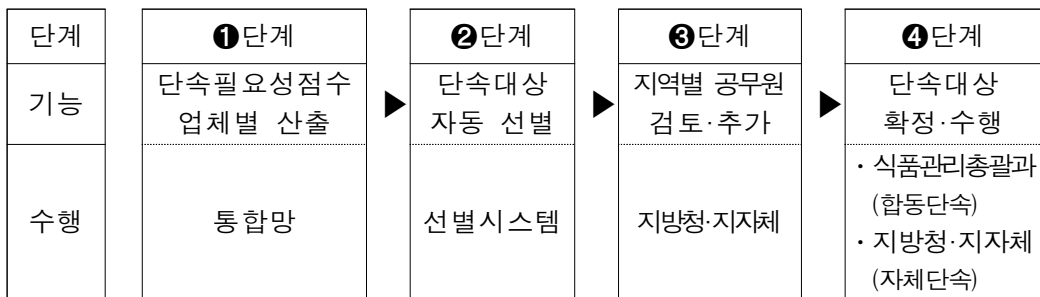 단계 ❶단계 ❷단계 ❸단계 ❹단계
기능 단속필요성점수 업체별 산출 ▶ 단속대상 자동 선별 ▶ 지역별 공무원 검토·추가 ▶ 단속대상 확정·수행
수행 통합망 선별시스템 지방청·지자체
· 식품관리총괄과
(합동단속)
· 지방청·지자체
(자체단속)